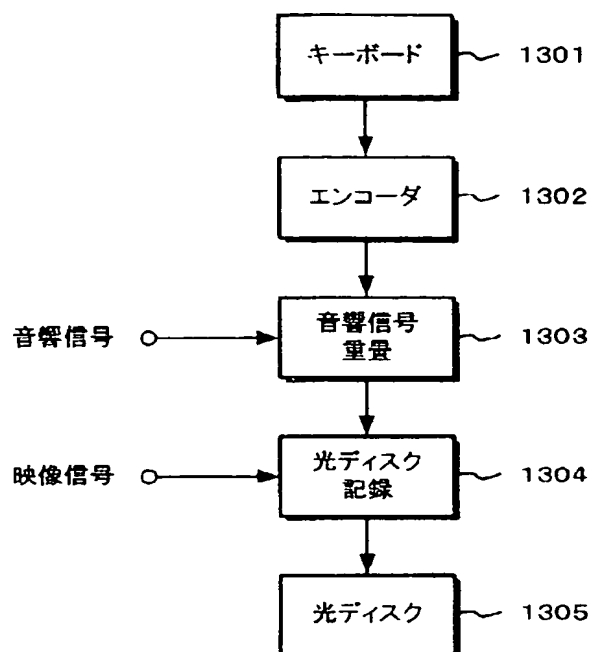 キーボード 1301
エンコーダ 1302
音響信号 音響信号 1303
重畳
映像信号 光ディスク 1304
記録
光ディスク 1305